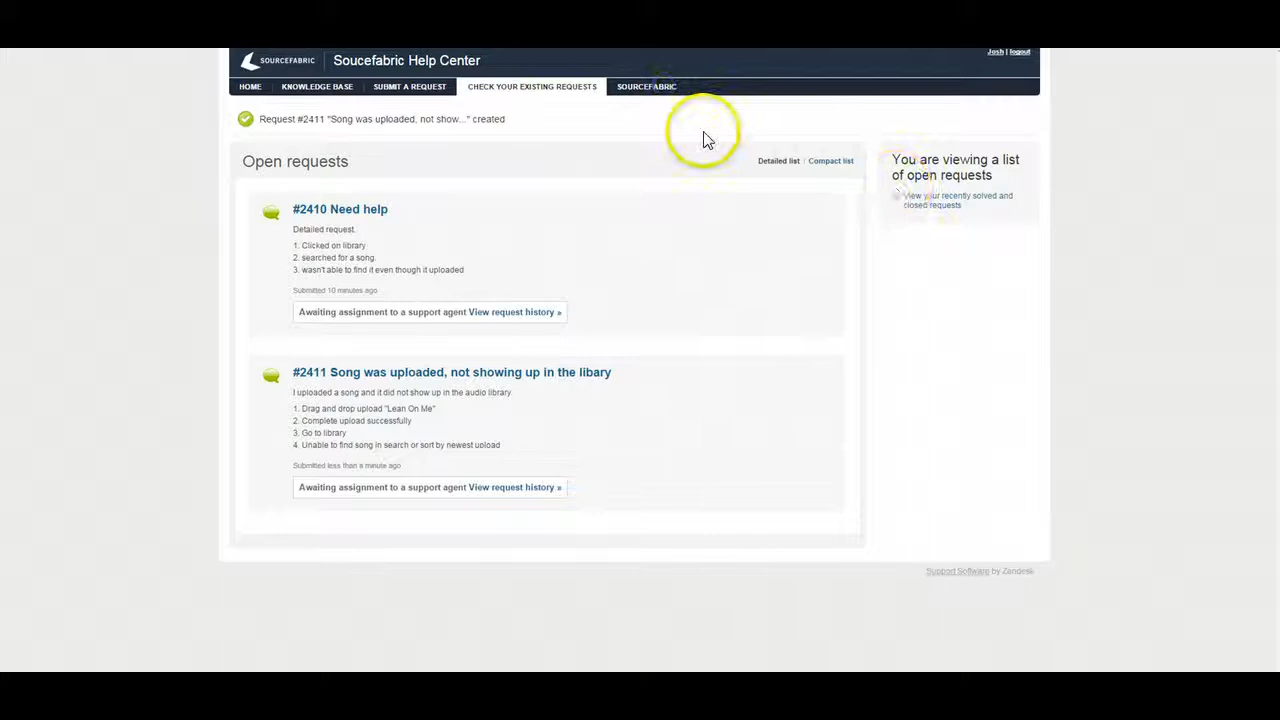 Josh | logout
SOURCEFABRIC
Soucefabric Help Center
HOME KNOWLEDGE BASE SUBMIT A REQUEST CHECK YOUR EXISTING REQUESTS SOURCEFABRIC
Request #2411 "Song was uploaded, not show..." created
Open requests
Detailed list | Compact list
#2410 Need help
Detailed request.
1. Clicked on library
2. searched for a song.
3. wasn't able to find it even though it uploaded
Submitted 10 minutes ago
Awaiting assignment to a support agent View request history »
#2411 Song was uploaded, not showing up in the libary
I uploaded a song and it did not show up in the audio library.
1. Drag and drop upload "Lean On Me"
2. Complete upload successfully
3. Go to library
4. Unable to find song in search or sort by newest upload
Submitted less than a minute ago
Awaiting assignment to a support agent View request history »
You are viewing a list
of open requests
View your recently solved and
closed requests
Support Software by Zendesk